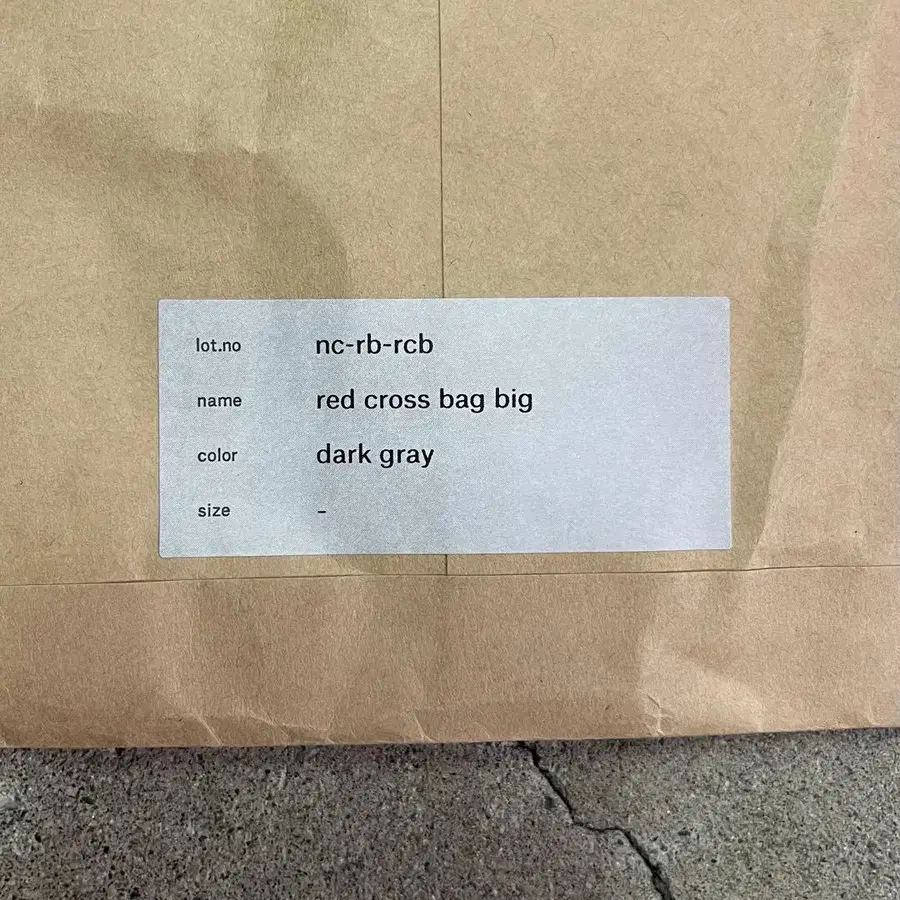 lot.no nc-rb-rcb
name red cross bag big
color dark gray
size -